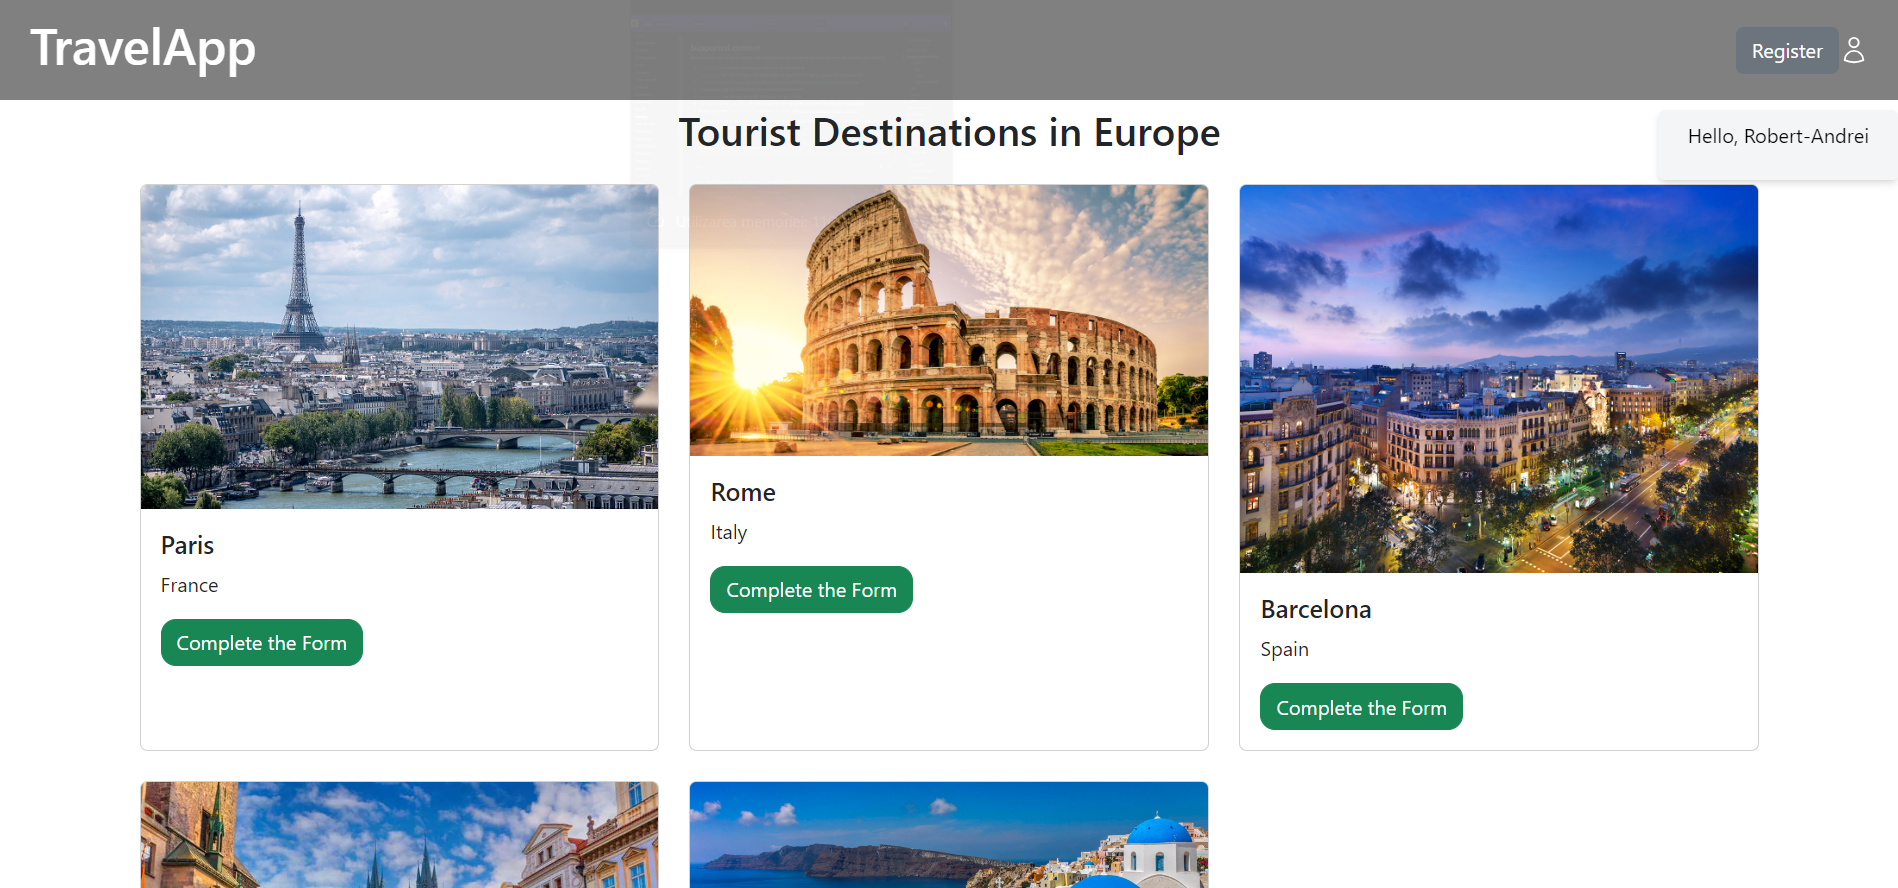 TravelApp
Register
Tourist Destinations in Europe
Hello, Robert-Andrei
Paris
France
Complete the Form
Rome
Italy
Complete the Form
Barcelona
Spain
Complete the Form